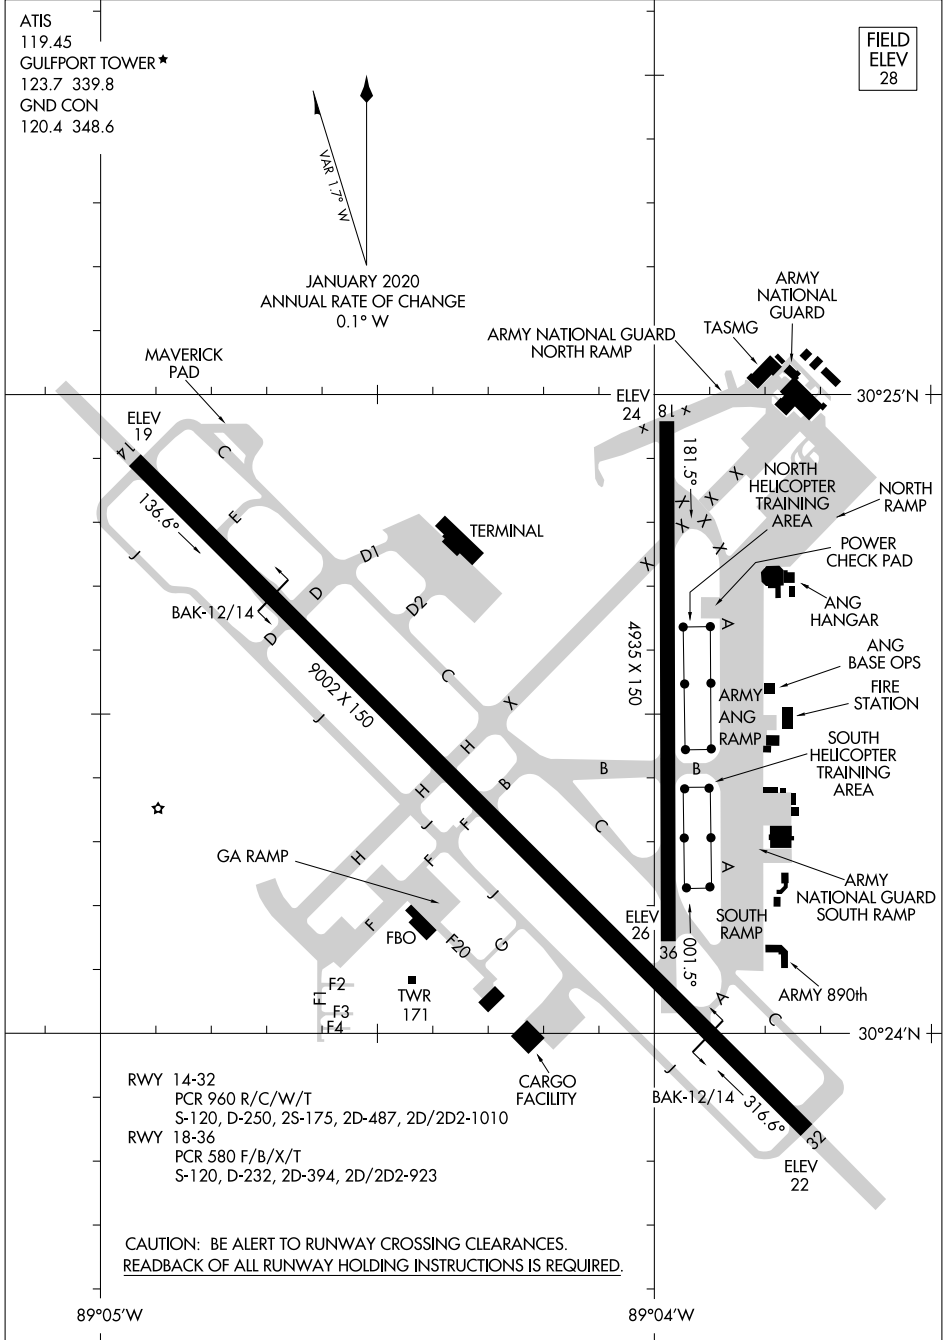 ATIS
119.45
GULFPORT TOWER
123.7 339.8
GND CON
120.4 348.6
FIELD
ELEV
28
VAR 1.7° W
JANUARY 2020
ANNUAL RATE OF CHANGE
0.1° W
ARMY
NATIONAL
GUARD
TASMG
ARMY NATIONAL GUARD
NORTH RAMP
MAVERICK
PAD
30°25'N
ELEV
19
14
136.6°
C
E
J
ELEV
24
18
X
X
181.5°
X
X
X
X
X
X
X
X
NORTH
HELICOPTER
TRAINING
AREA
NORTH
RAMP
POWER
CHECK PAD
TERMINAL
D1
D
D2
D
BAK-12/14
9002 X 150
J
C
X
4935 X 150
A
ANG
HANGAR
ANG
BASE OPS
FIRE
STATION
ARMY
ANG
RAMP
SOUTH
HELICOPTER
TRAINING
AREA
H
B
B
B
H
J
F
C
H
F
A
GA RAMP
J
F
FBO
F20
G
ARMY
NATIONAL GUARD
SOUTH RAMP
ELEV
26
36
001.5°
SOUTH
RAMP
ARMY 890th
F1
F2
F3
F4
TWR
171
A
C
30°24'N
CARGO
FACILITY
J
BAK-12/14
316.6°
32
ELEV
22
RWY 14-32
PCR 960 R/C/W/T
S-120, D-250, 2S-175, 2D-487, 2D/2D2-1010
RWY 18-36
PCR 580 F/B/X/T
S-120, D-232, 2D-394, 2D/2D2-923
CAUTION: BE ALERT TO RUNWAY CROSSING CLEARANCES.
READBACK OF ALL RUNWAY HOLDING INSTRUCTIONS IS REQUIRED.
89°05'W
89°04'W